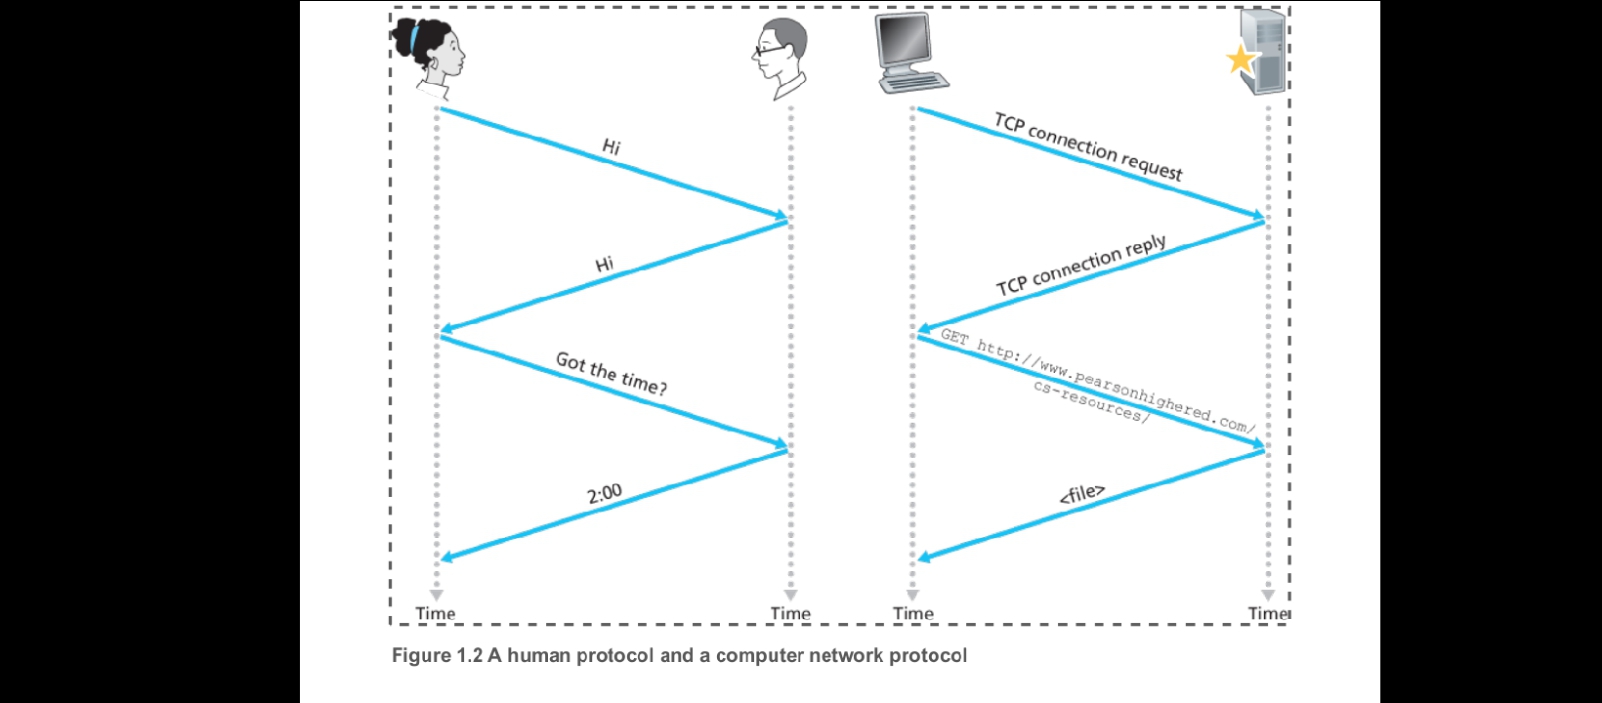 Hi
Hi
Got the time?
2:00
Time
Time
TCP connection request
TCP connection reply
GET http://www.pearsonhighered.com/
cs-resources/
<file>
Time
Time
Figure 1.2 A human protocol and a computer network protocol